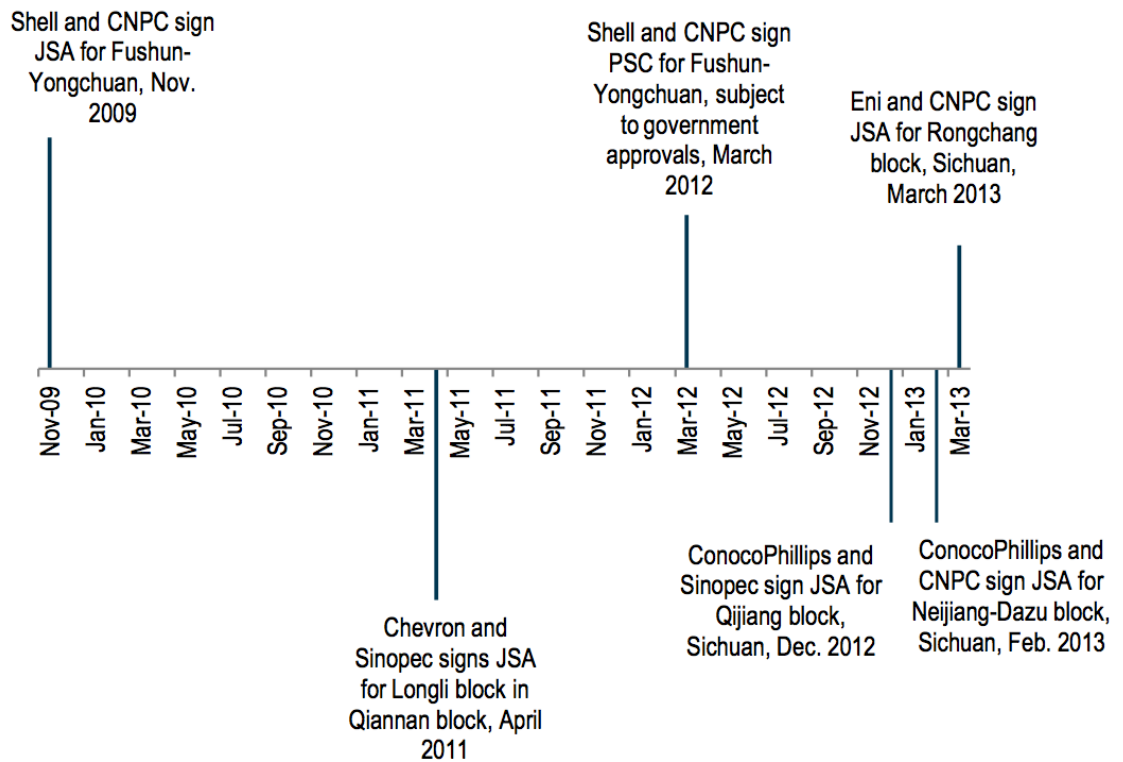 Shell and CNPC sign
JSA for Fushun-
Yongchuan, Nov.
2009
Shell and CNPC sign
PSC for Fushun-
Yongchuan, subject
to government
approvals, March
2012
Eni and CNPC sign
JSA for Rongchang
block, Sichuan,
March 2013
Nov-09
Jan-10
Mar-10
May-10
Jul-10
Sep-10
Nov-10
Jan-11
Mar-11
May-11
Jul-11
Sep-11
Nov-11
Jan-12
Mar-12
May-12
Jul-12
Sep-12
Nov-12
Jan-13
Mar-13
Chevron and
Sinopec signs JSA
for Longli block in
Qiannan block, April
2011
ConocoPhillips and
Sinopec sign JSA for
Qijiang block,
Sichuan, Dec. 2012
ConocoPhillips and
CNPC sign JSA for
Neijiang-Dazu block,
Sichuan, Feb. 2013